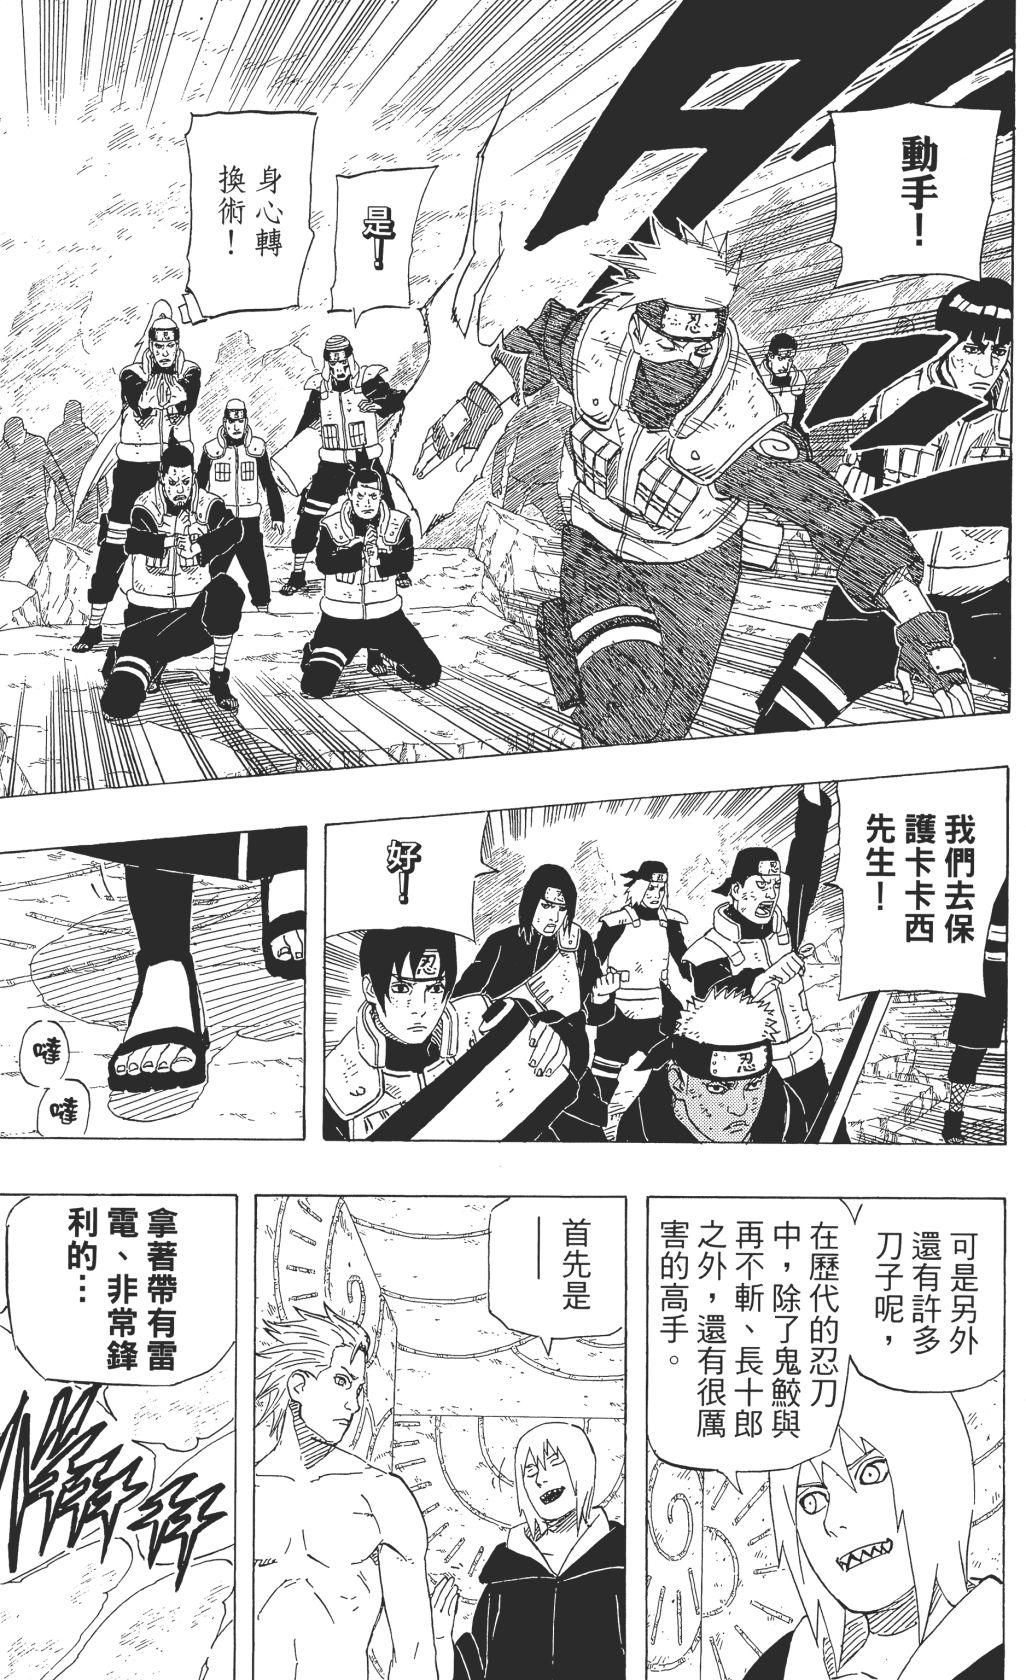 動手！
是！
身心轉
換術！
忍
我們去保
護卡卡西
先生！
好！
忍
忍
噠
噠
可是另外
還有許多
刀子呢，
在歷代的忍刀
中，除了鬼鮫與
再不斬、長十郎
之外，還有很厲
害的高手。
首先是
——
拿著帶有雷
電、非常鋒
利的…